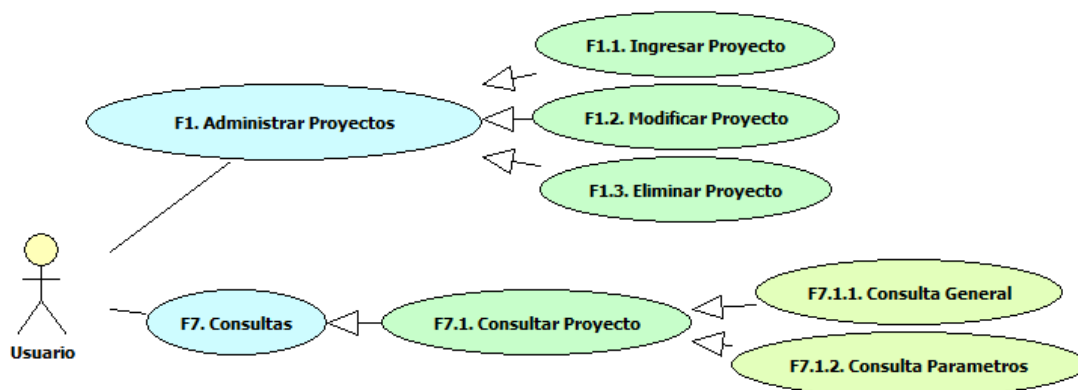 F1.1. Ingresar Proyecto
F1. Administrar Proyectos
F1.2. Modificar Proyecto
F1.3. Eliminar Proyecto
Usuario
F7. Consultas
F7.1. Consultar Proyecto
F7.1.1. Consulta General
F7.1.2. Consulta Parametros